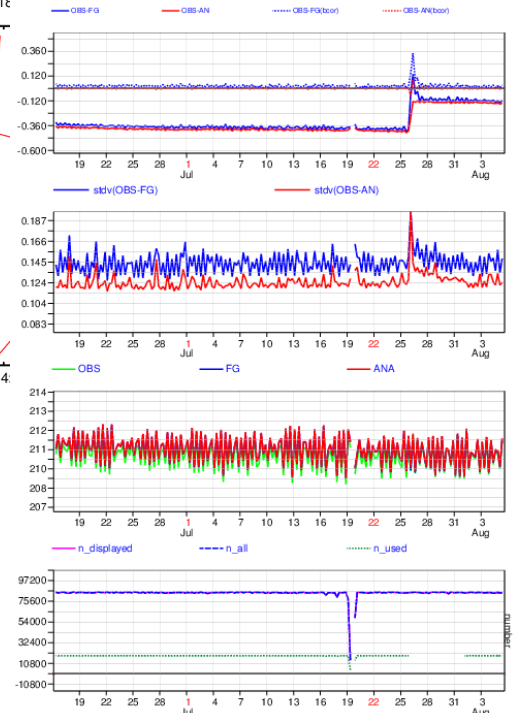 OBS-FG OBS-AN OBS-FG(bcor) OBS-AN(bcor)
0.360
0.120
-0.120
-0.360
-0.600
19 22 25 28 1 4 7 10 13 16 19 22 25 28 31 3
Jul Aug
stdv(OBS-FG) stdv(OBS-AN)
0.187
0.166
0.145
0.124
0.104
0.083
19 22 25 28 1 4 7 10 13 16 19 22 25 28 31 3
Jul Aug
OBS FG ANA
214
213
212
211
210
208
207
19 22 25 28 1 4 7 10 13 16 19 22 25 28 31 3
Jul Aug
n_displayed n_all n_used
97200
75600
54000
32400
10800
-10800
number
19 22 25 28 1 4 7 10 13 16 19 22 25 28 31 3
Jul Aug